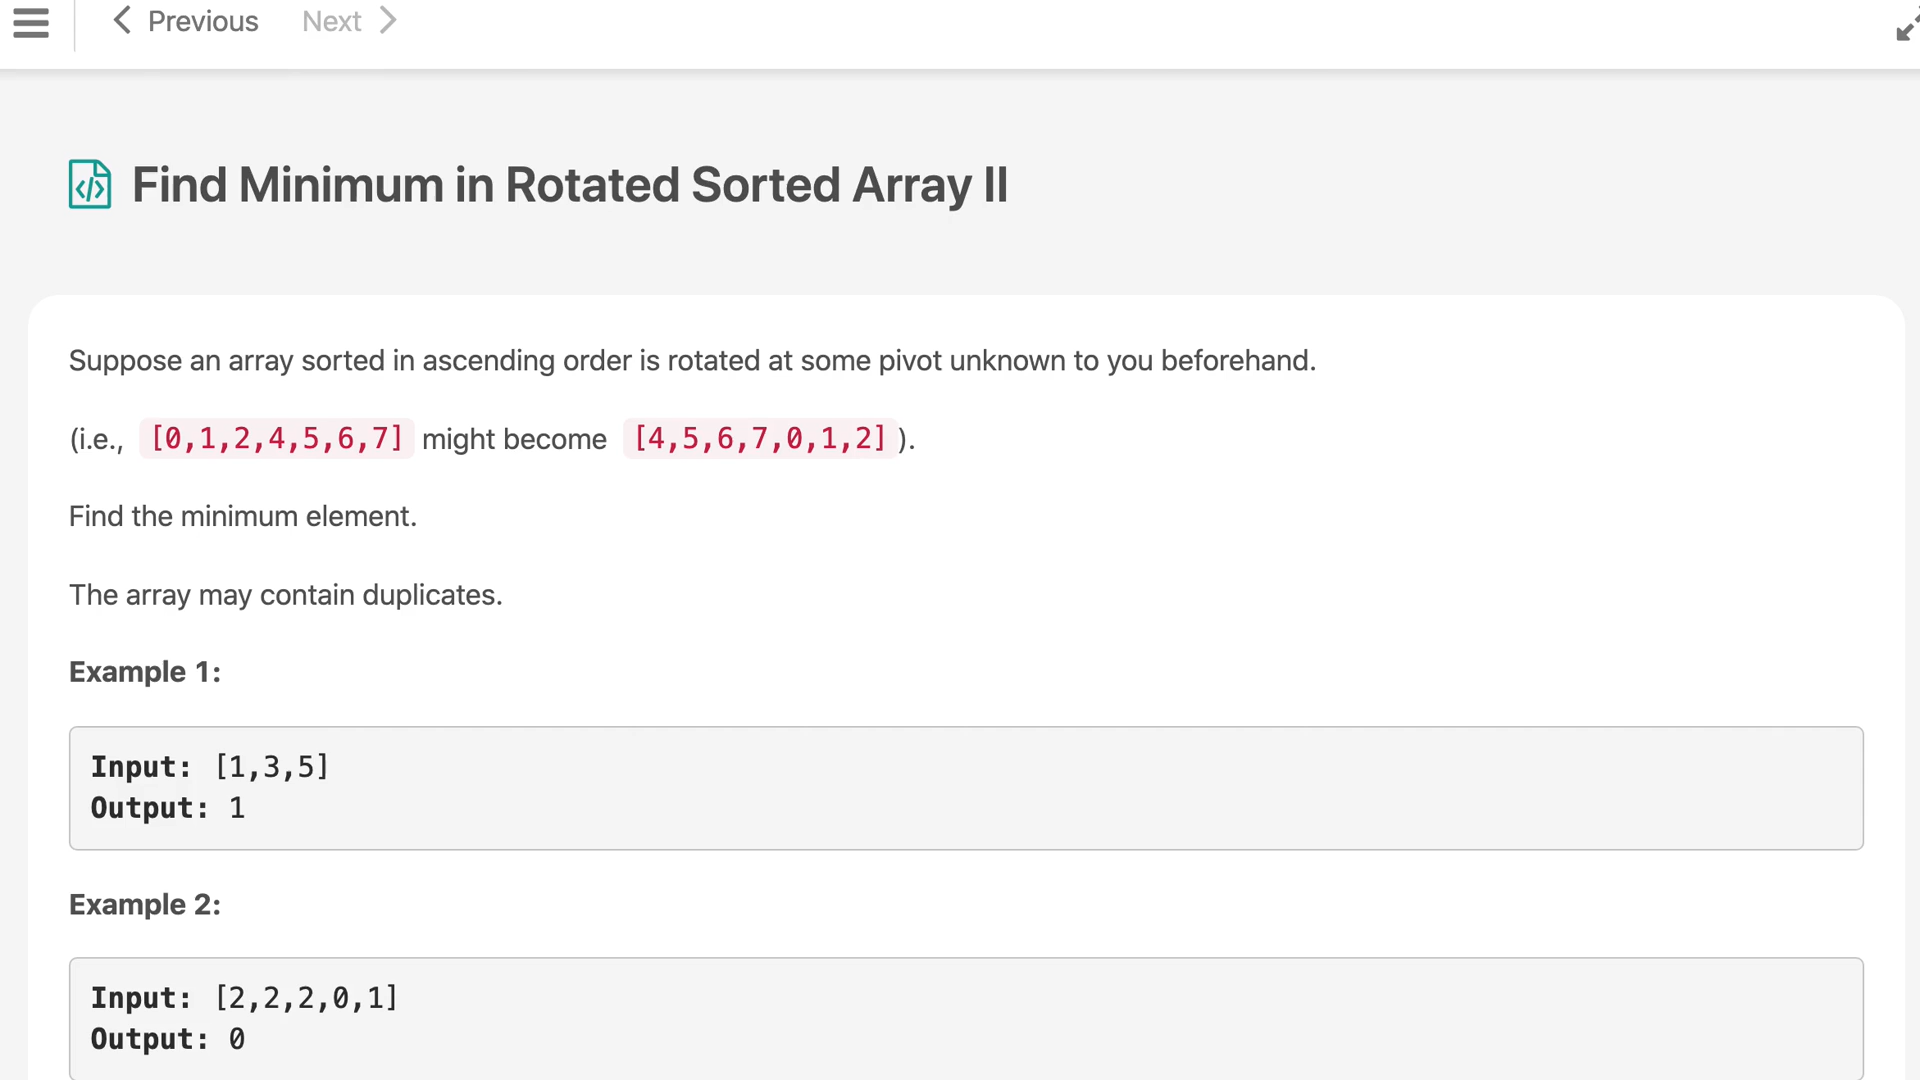 Previous Next
Find Minimum in Rotated Sorted Array II
Suppose an array sorted in ascending order is rotated at some pivot unknown to you beforehand.
(i.e., [0,1,2,4,5,6,7] might become [4,5,6,7,0,1,2]).
Find the minimum element.
The array may contain duplicates.
Example 1:
Input: [1,3,5]
Output: 1
Example 2:
Input: [2,2,2,0,1]
Output: 0